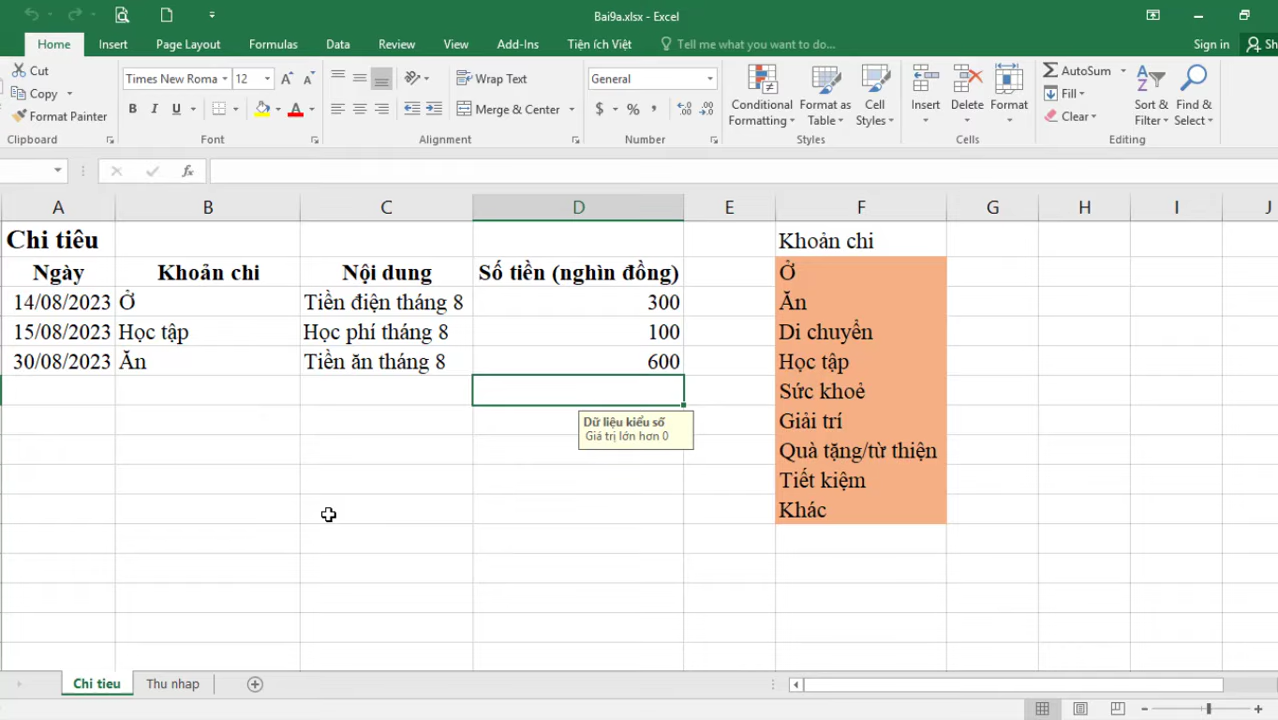 Bai9a.xlsx - Excel
Home Insert Page Layout Formulas Data Review View Add-Ins Tiện ích Việt Tell me what you want to do... Sign in Sh
Cut
Copy
Format Painter
Clipboard
Times New Roma 12
B I U A
Font
Wrap Text
Merge & Center
Alignment
General
$ % ,
Number
Conditional Formatting
Format as Table
Cell Styles
Styles
Insert Delete Format
Cells
AutoSum
Fill
Clear
Sort & Filter
Find & Select
Editing
fx
A B C D E F G H I J
Chi tiêu Khoản chi
Ngày Khoản chi Nội dung Số tiền (nghìn đồng) Ở
14/08/2023 Ở Tiền điện tháng 8 300 Ăn
15/08/2023 Học tập Học phí tháng 8 100 Di chuyển
30/08/2023 Ăn Tiền ăn tháng 8 600 Học tập
Sức khoẻ
Dữ liệu kiểu số
Giá trị lớn hơn 0
Giải trí
Quà tặng/từ thiện
Tiết kiệm
Khác
Chi tieu Thu nhap